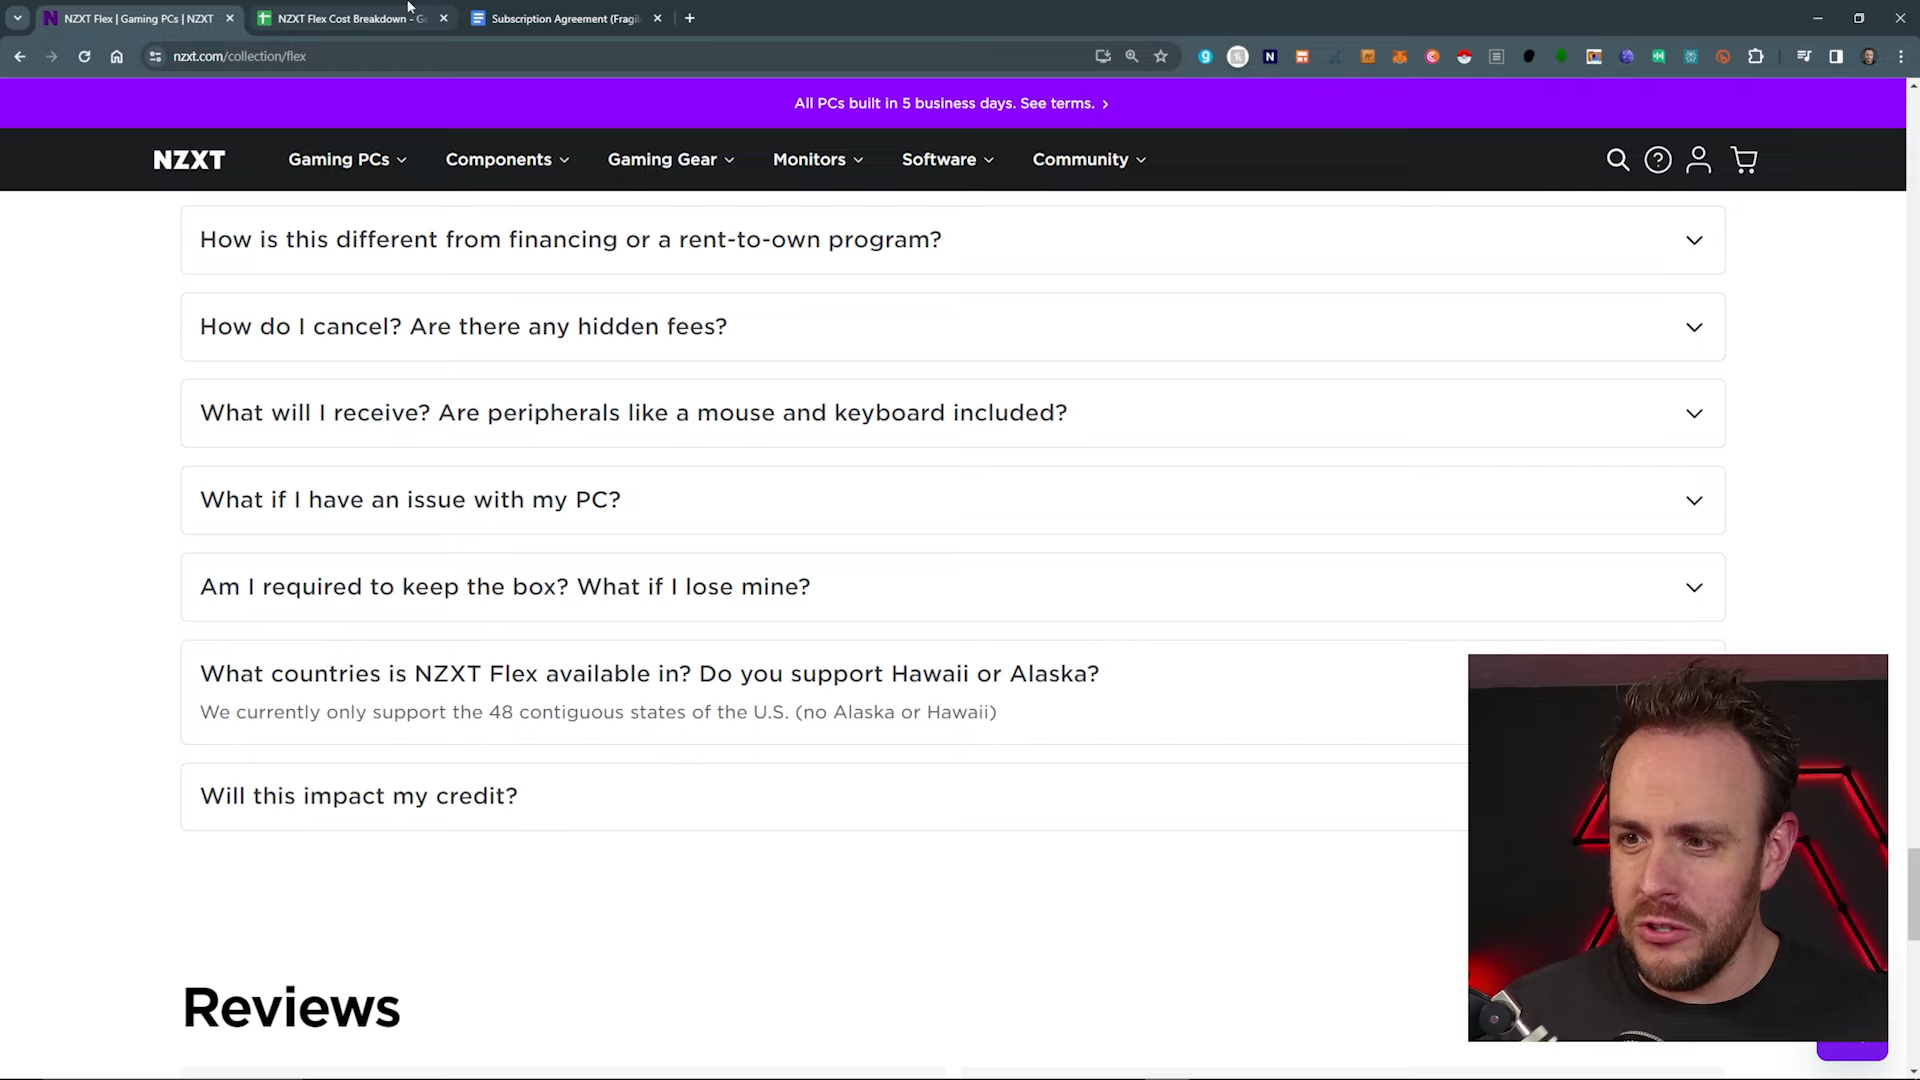 NZXT Flex | Gaming PCs | NZXT
NZXT Flex Cost Breakdown - Go
Subscription Agreement (Fragil
nzxt.com/collection/flex
All PCs built in 5 business days. See terms.
NZXT
Gaming PCs
Components
Gaming Gear
Monitors
Software
Community
How is this different from financing or a rent-to-own program?
How do I cancel? Are there any hidden fees?
What will I receive? Are peripherals like a mouse and keyboard included?
What if I have an issue with my PC?
Am I required to keep the box? What if I lose mine?
What countries is NZXT Flex available in? Do you support Hawaii or Alaska?
We currently only support the 48 contiguous states of the U.S. (no Alaska or Hawaii)
Will this impact my credit?
Reviews